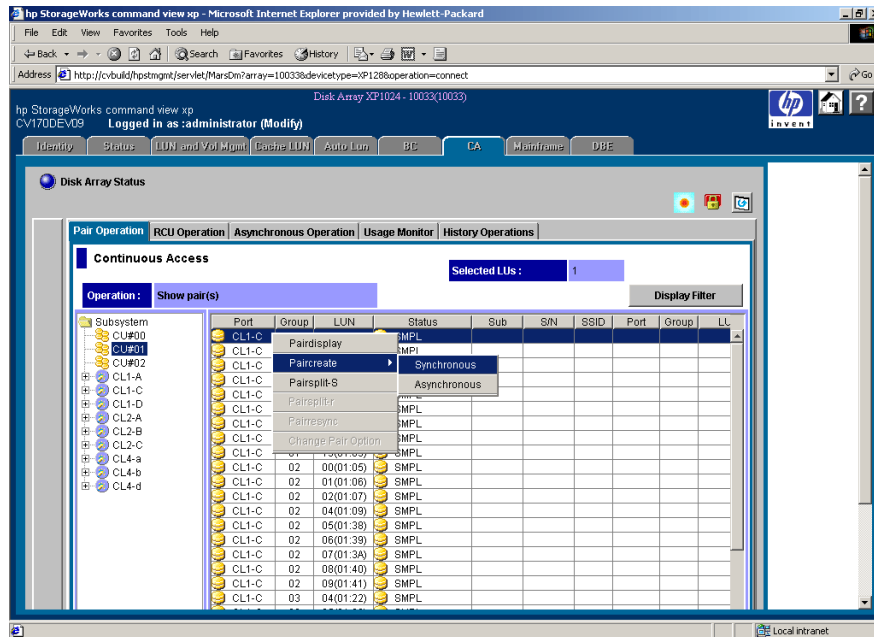 hp StorageWorks command view xp - Microsoft Internet Explorer provided by Hewlett-Packard
File Edit View Favorites Tools Help
Back Search Favorites History
Address http://cvbuild/hpstmgmt/servlet/MarsDm?array=10033&devicetype=XP128&operation=connect Go
Disk Array XP1024 - 10033(10033)
hp StorageWorks command view xp
CV170DEV09 Logged in as :administrator (Modify)
hp invent
?
Identity Status LUN and Vol Mgmt Cache LUN Auto Lun BC CA Mainframe DBE
Disk Array Status
Pair Operation RCU Operation Asynchronous Operation Usage Monitor History Operations
Continuous Access
Selected LUs : 1
Operation : Show pair(s) Display Filter
Subsystem
CU#00
CU#01
CU#02
CL1-A
CL1-C
CL1-D
CL2-A
CL2-B
CL2-C
CL4-a
CL4-b
CL4-d
Port Group LUN Status Sub S/N SSID Port Group LU
CL1-C SMPL
CL1-C SMPL
CL1-C
CL1-C
CL1-C
CL1-C SMPL
CL1-C SMPL
CL1-C SMPL
CL1-C SMPL
CL1-C 02 00(01:05) SMPL
CL1-C 02 01(01:06) SMPL
CL1-C 02 02(01:07) SMPL
CL1-C 02 04(01:09) SMPL
CL1-C 02 05(01:38) SMPL
CL1-C 02 06(01:39) SMPL
CL1-C 02 07(01:3A) SMPL
CL1-C 02 08(01:40) SMPL
CL1-C 02 09(01:41) SMPL
CL1-C 03 04(01:22) SMPL
Pairdisplay
Paircreate
Pairsplit-S
Pairsplit-r
Pairresync
Change Pair Option
Synchronous
Asynchronous
Local intranet